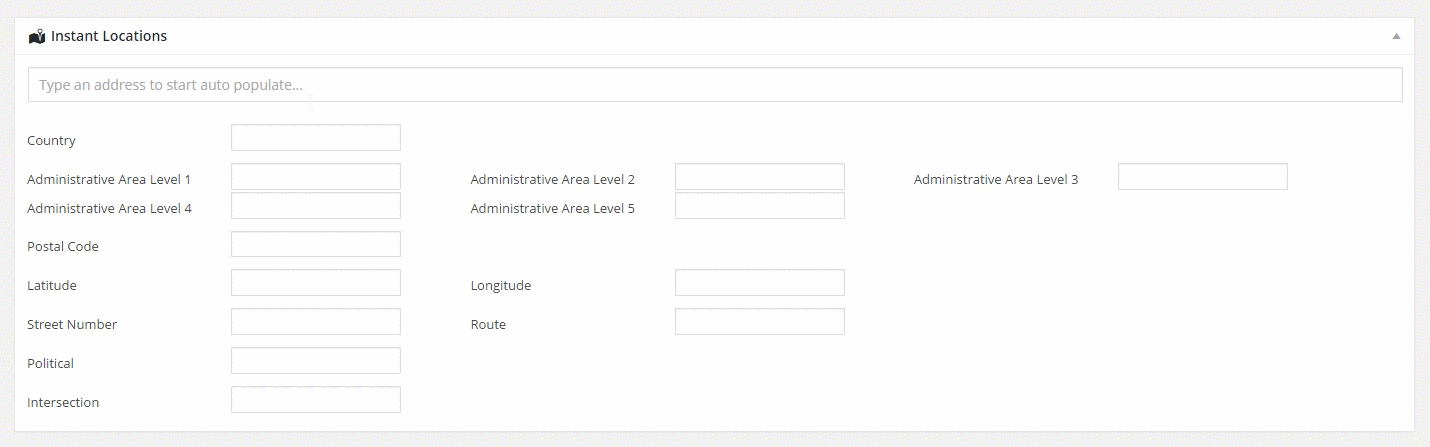 Instant Locations
Type an address to start auto populate...
Country
Administrative Area Level 1 Administrative Area Level 2 Administrative Area Level 3
Administrative Area Level 4 Administrative Area Level 5
Postal Code
Latitude Longitude
Street Number Route
Political
Intersection